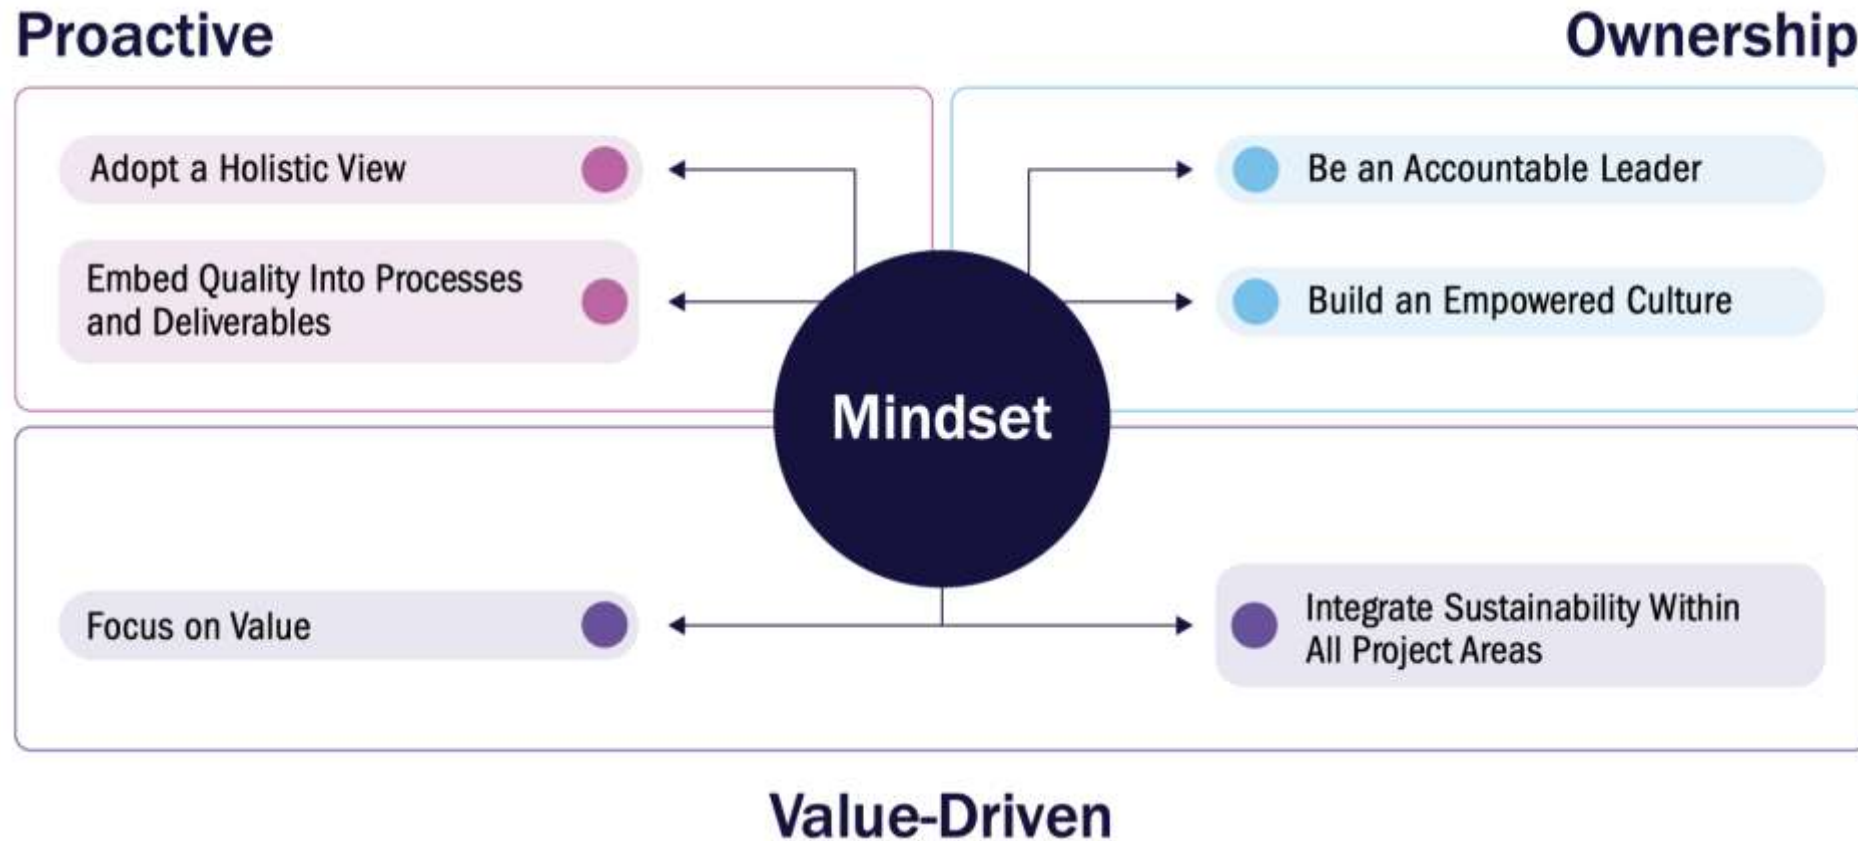 Proactive
Ownership
Adopt a Holistic View
Embed Quality Into Processes
and Deliverables
Be an Accountable Leader
Build an Empowered Culture
Mindset
Focus on Value
Integrate Sustainability Within
All Project Areas
Value-Driven